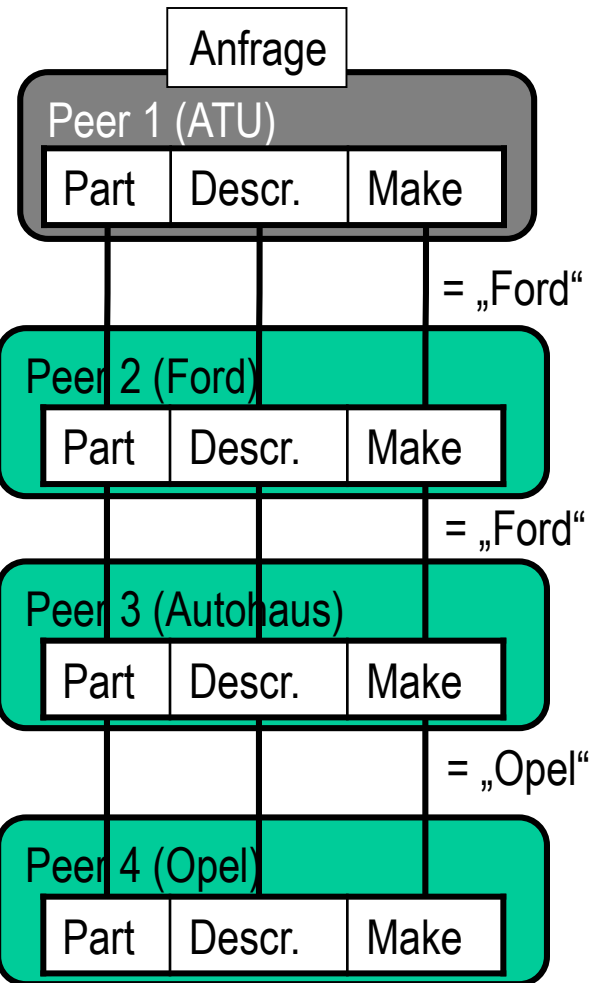 Anfrage
Peer 1 (ATU)
Part Descr. Make
= „Ford“
Peer 2 (Ford)
Part Descr. Make
= „Ford“
Peer 3 (Autohaus)
Part Descr. Make
= „Opel“
Peer 4 (Opel)
Part Descr. Make